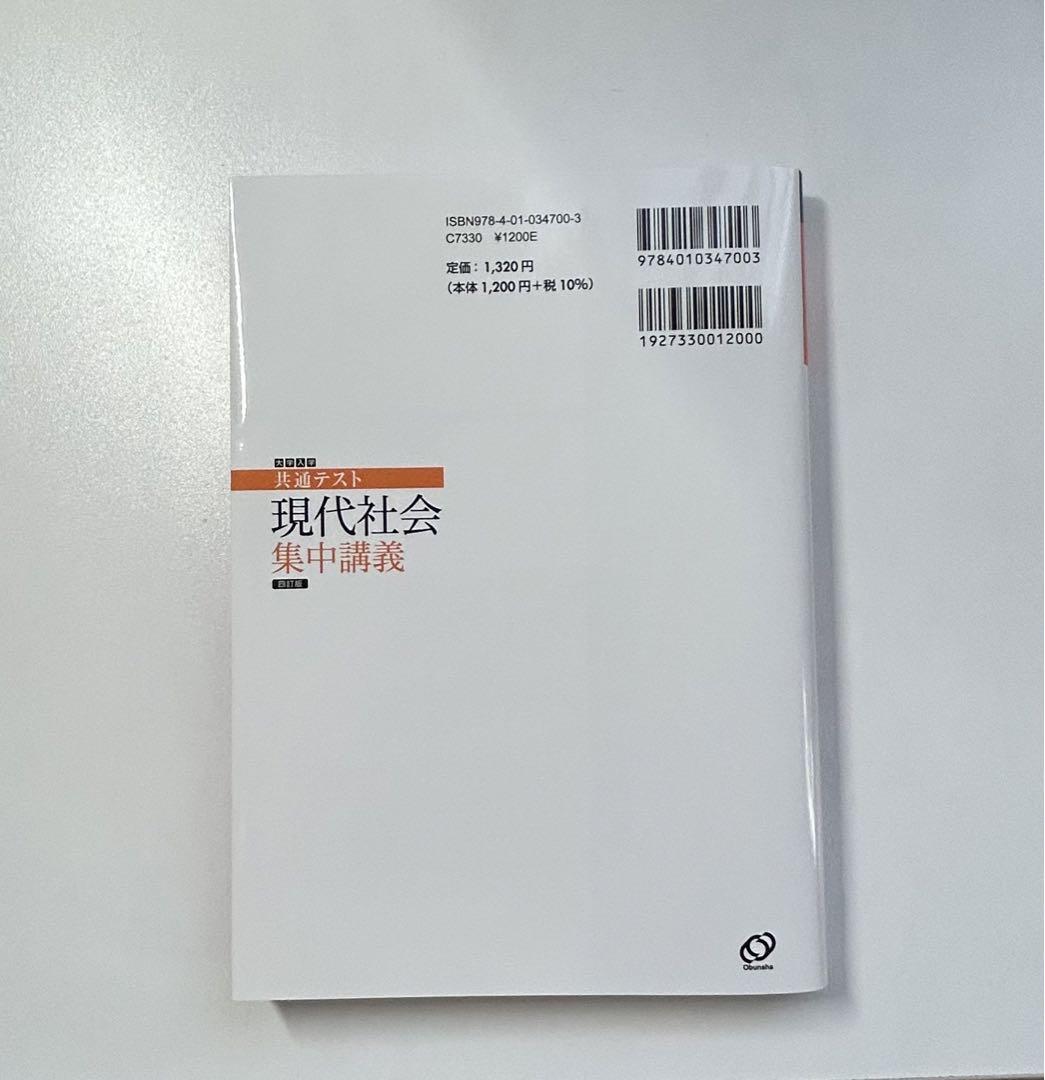 ISBN978-4-01-034700-3
C7330 ¥1200E
定価：1,320円
（本体1,200円＋税10%）
9784010347003
1927330012000
大学入学
共通テスト
現代社会
集中講義
四訂版
Obunsha